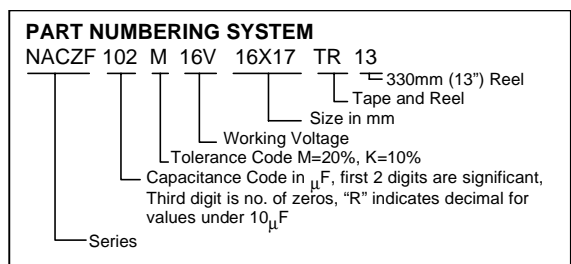 PART NUMBERING SYSTEM
NACZF 102 M 16V 16X17 TR 13
330mm (13”) Reel
Tape and Reel
Size in mm
Working Voltage
Tolerance Code M=20%, K=10%
Capacitance Code in μF, first 2 digits are significant,
Third digit is no. of zeros, “R” indicates decimal for
values under 10μF
Series